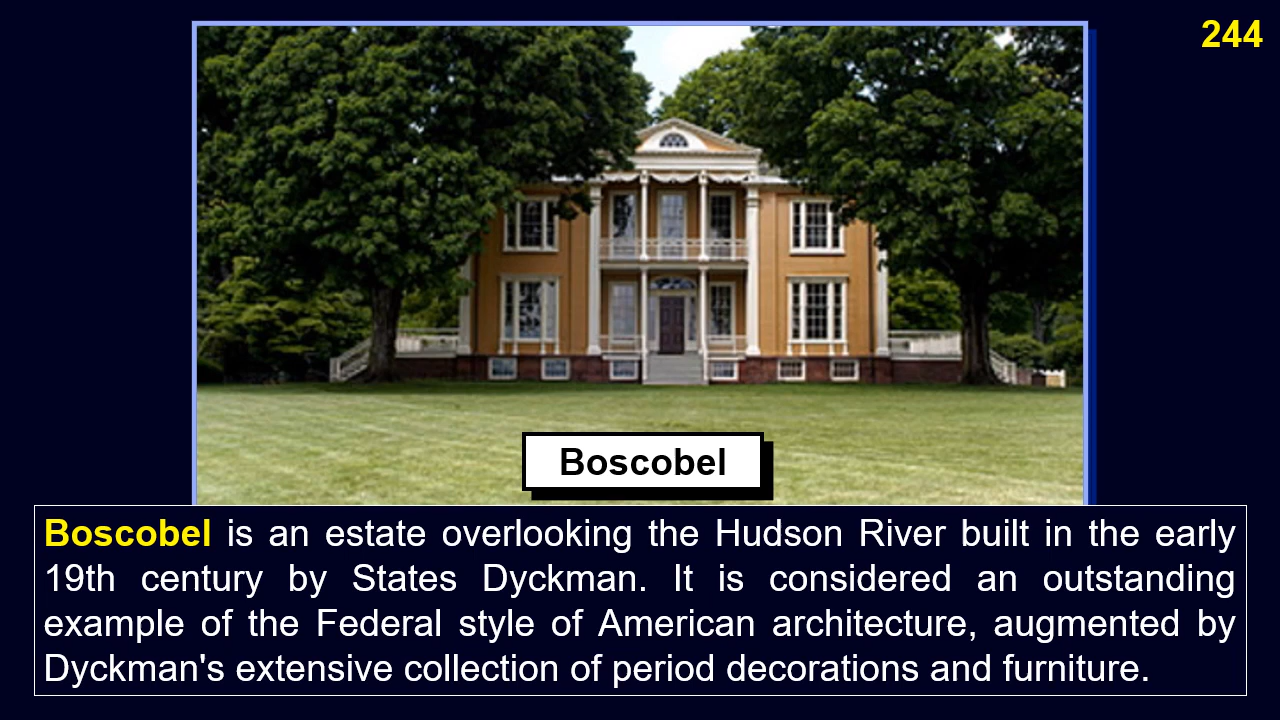 244
Boscobel
Boscobel is an estate overlooking the Hudson River built in the early
19th century by States Dyckman. It is considered an outstanding
example of the Federal style of American architecture, augmented by
Dyckman's extensive collection of period decorations and furniture.